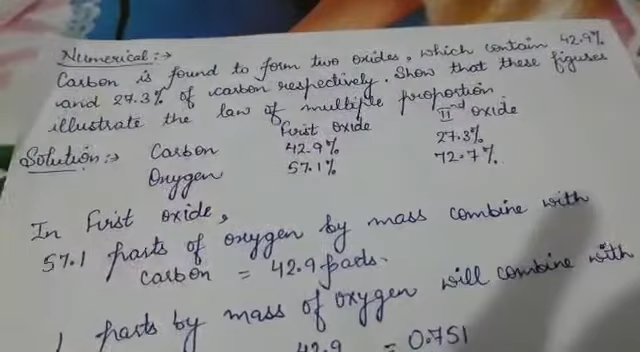 Numerical :→
Carbon is found to form two oxides, which contain 42.9%
and 27.3% of carbon respectively. Show that these figures
illustrate the law of multiple proportion
First oxide IInd oxide
Solution :→ Carbon 42.9% 27.3%
Oxygen 57.1% 72.7%
In First oxide,
57.1 parts of oxygen by mass combine with
carbon = 42.9 parts.
1 parts by mass of oxygen will combine with
42.9 = 0.751